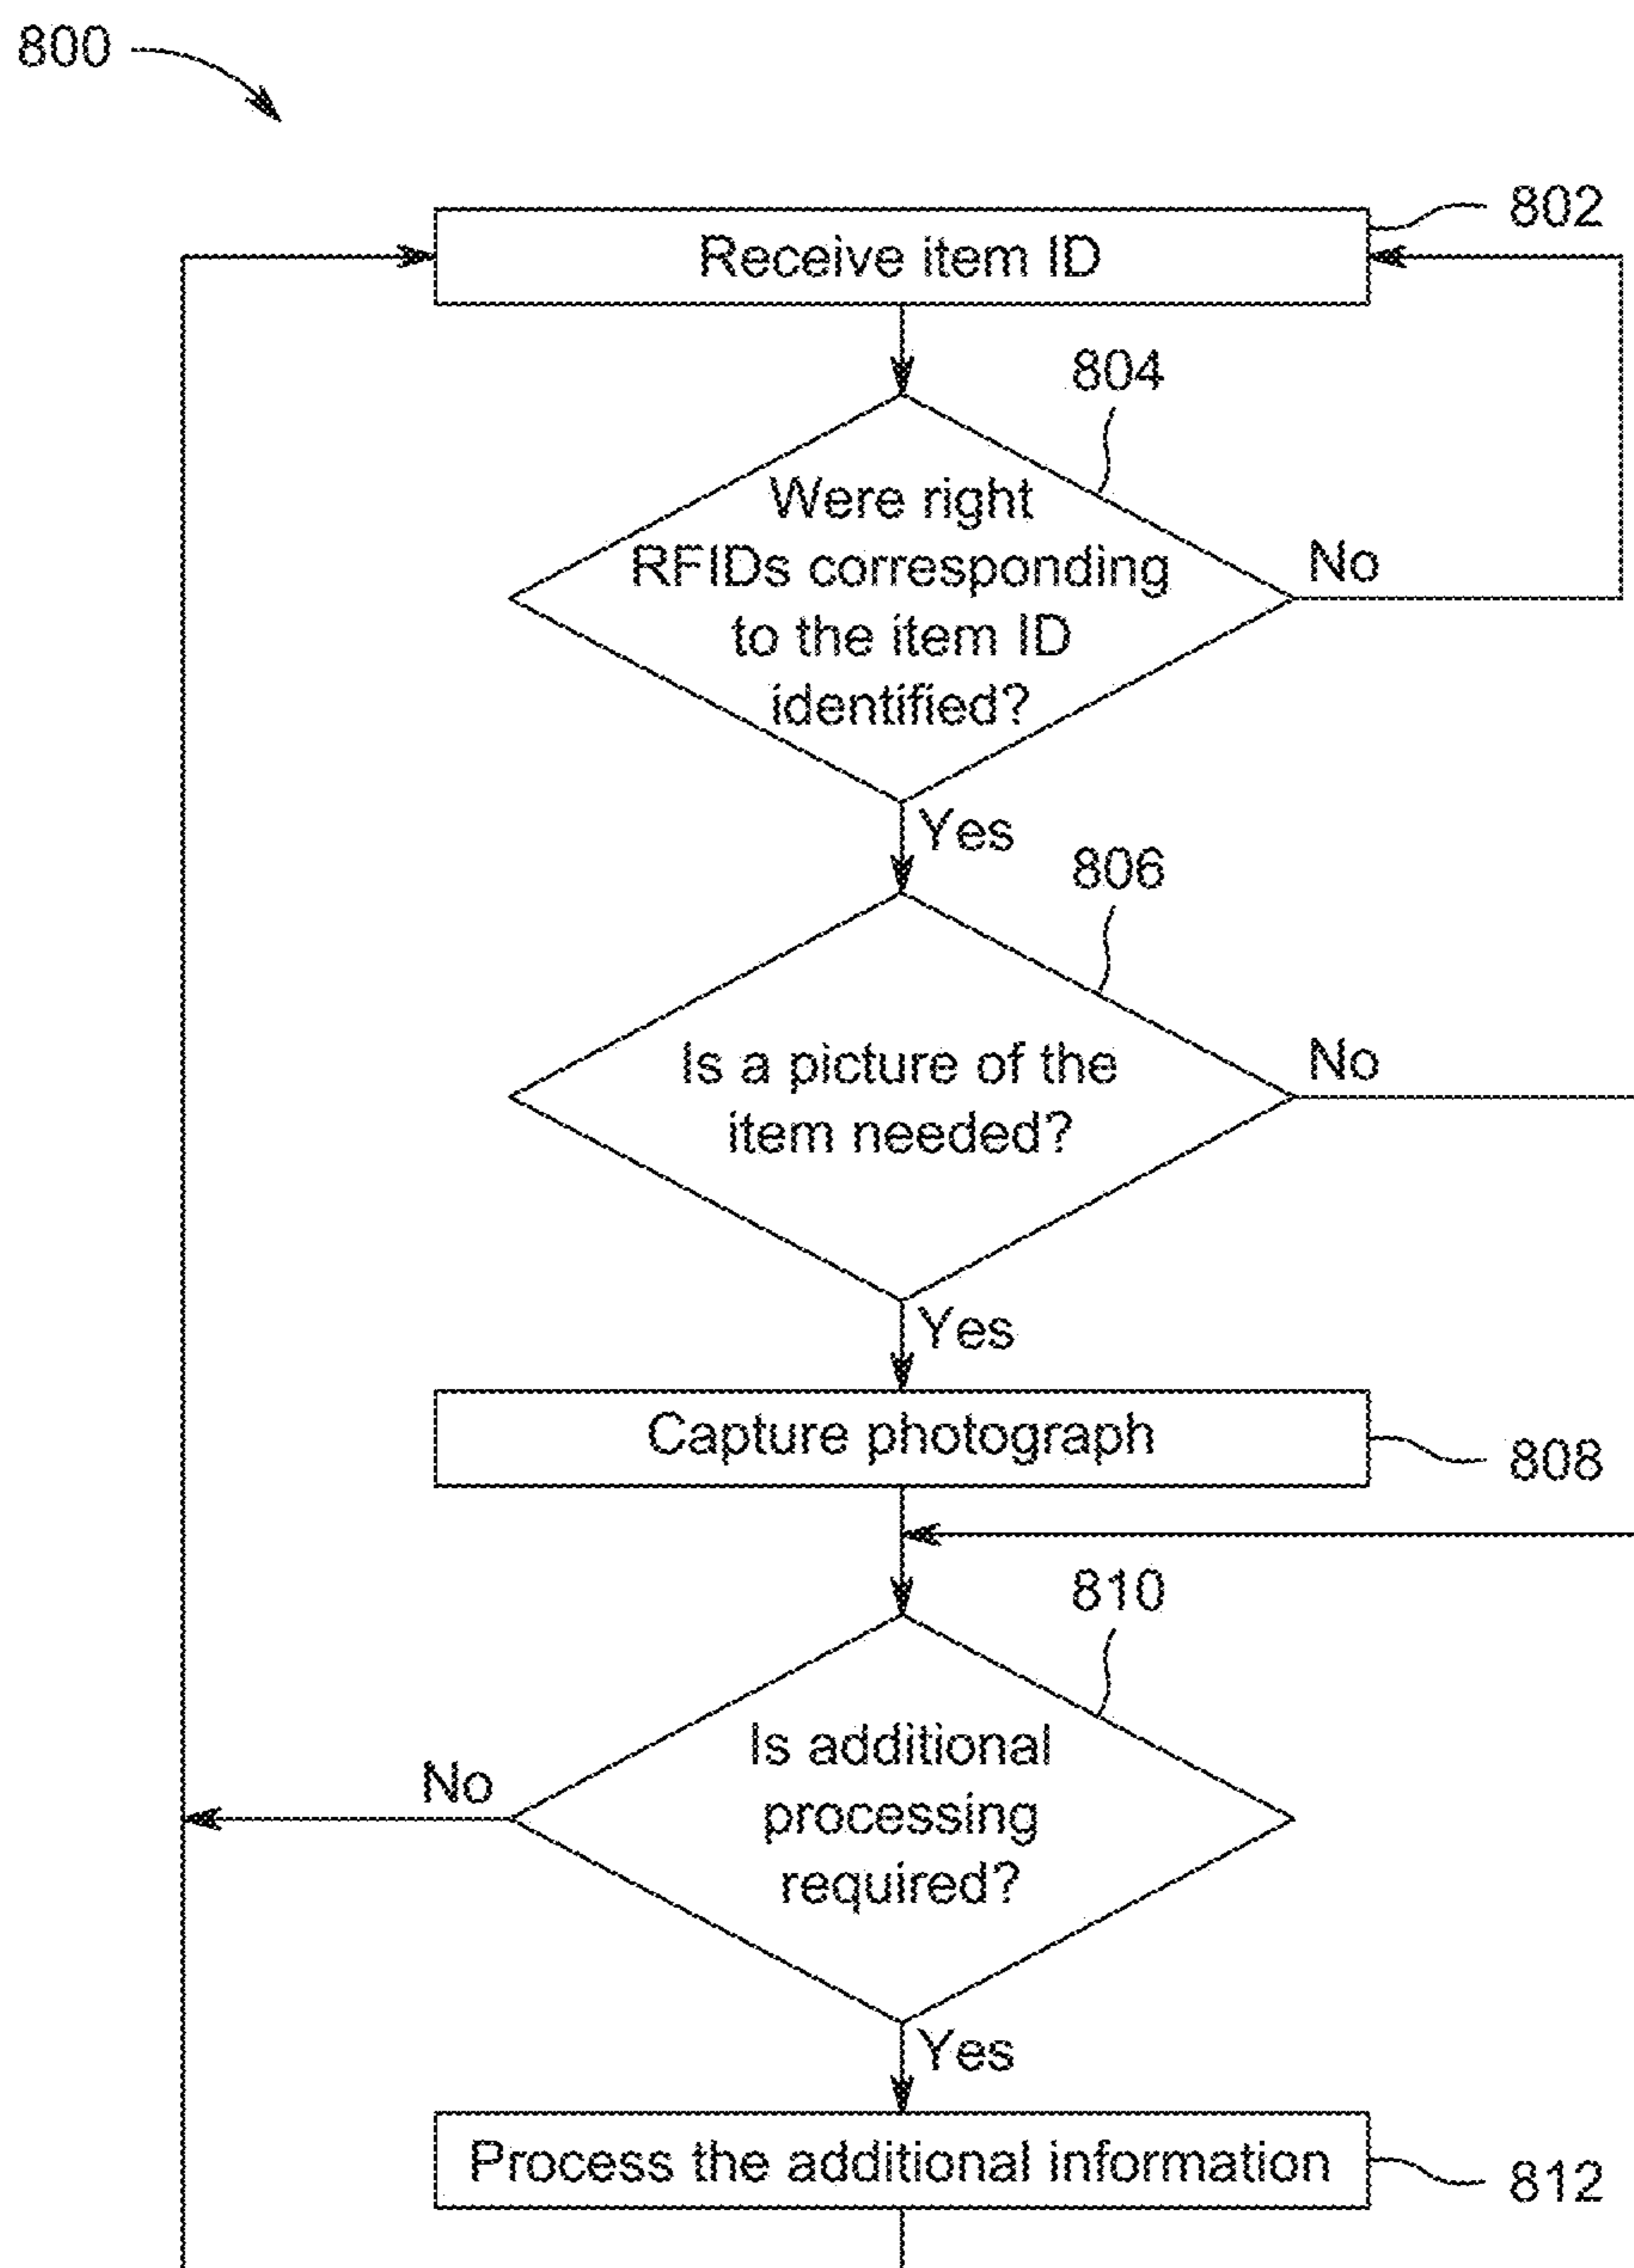 800
802
Receive item ID
804
Were right
RFIDs corresponding
to the item ID
identified?
No
Yes
806
Is a picture of the
item needed?
No
Yes
Capture photograph
808
810
Is additional
processing
required?
No
Yes
Process the additional information
812